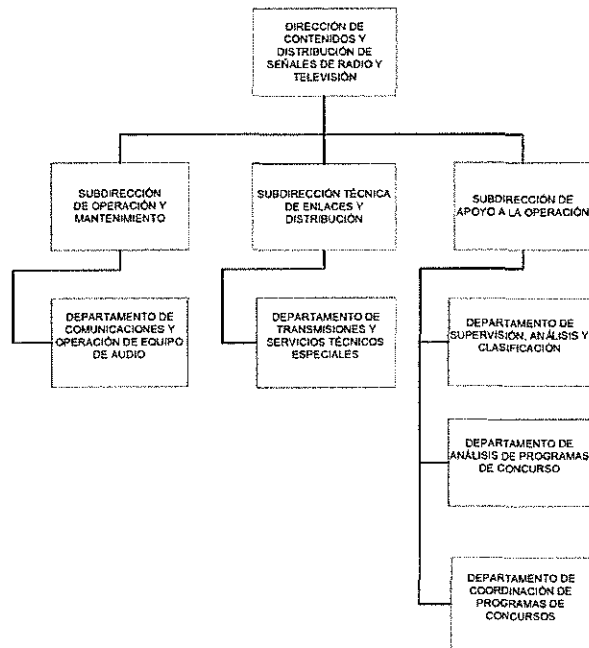 DIRECCIÓN DE
CONTENIDOS Y
DISTRIBUCIÓN DE
SEÑALES DE RADIO Y
TELEVISIÓN
SUBDIRECCIÓN
DE OPERACIÓN Y
MANTENIMIENTO
SUBDIRECCIÓN TÉCNICA
DE ENLACES Y
DISTRIBUCIÓN
SUBDIRECCIÓN DE
APOYO A LA OPERACIÓN
DEPARTAMENTO DE
COMUNICACIONES Y
OPERACIÓN DE EQUIPO
DE AUDIO
DEPARTAMENTO DE
TRANSMISIONES Y
SERVICIOS TÉCNICOS
ESPECIALES
DEPARTAMENTO DE
SUPERVISIÓN, ANÁLISIS Y
CLASIFICACIÓN
DEPARTAMENTO DE
ANÁLISIS DE PROGRAMAS
DE CONCURSO
DEPARTAMENTO DE
COORDINACIÓN DE
PROGRAMAS DE
CONCURSOS